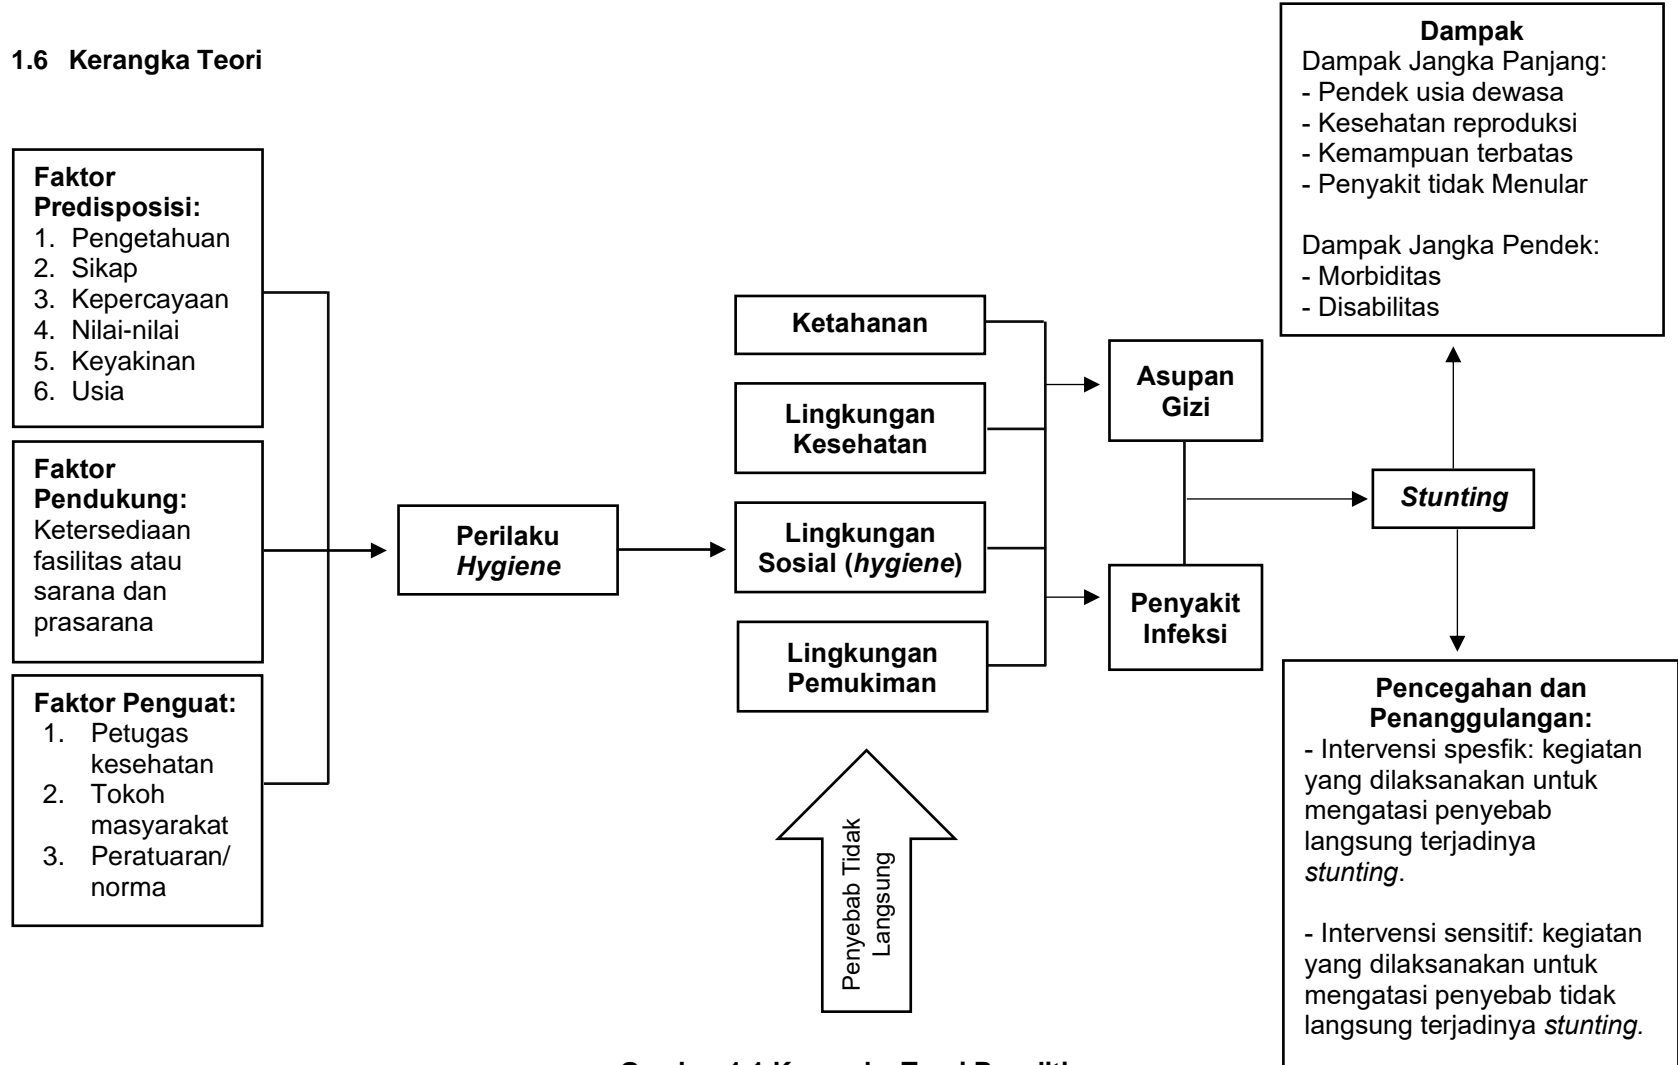 1.6 Kerangka Teori
Faktor
Predisposisi:
1. Pengetahuan
2. Sikap
3. Kepercayaan
4. Nilai-nilai
5. Keyakinan
6. Usia
Faktor
Pendukung:
Ketersediaan
fasilitas atau
sarana dan
prasarana
Faktor Penguat:
1. Petugas
kesehatan
2. Tokoh
masyarakat
3. Peratuaran/
norma
Perilaku
Hygiene
Ketahanan
Lingkungan
Kesehatan
Lingkungan
Sosial (hygiene)
Lingkungan
Pemukiman
Penyebab Tidak
Langsung
Asupan
Gizi
Penyakit
Infeksi
Stunting
Dampak
Dampak Jangka Panjang:
- Pendek usia dewasa
- Kesehatan reproduksi
- Kemampuan terbatas
- Penyakit tidak Menular
Dampak Jangka Pendek:
- Morbiditas
- Disabilitas
Pencegahan dan
Penanggulangan:
- Intervensi spesfik: kegiatan
yang dilaksanakan untuk
mengatasi penyebab
langsung terjadinya
stunting.
- Intervensi sensitif: kegiatan
yang dilaksanakan untuk
mengatasi penyebab tidak
langsung terjadinya stunting.